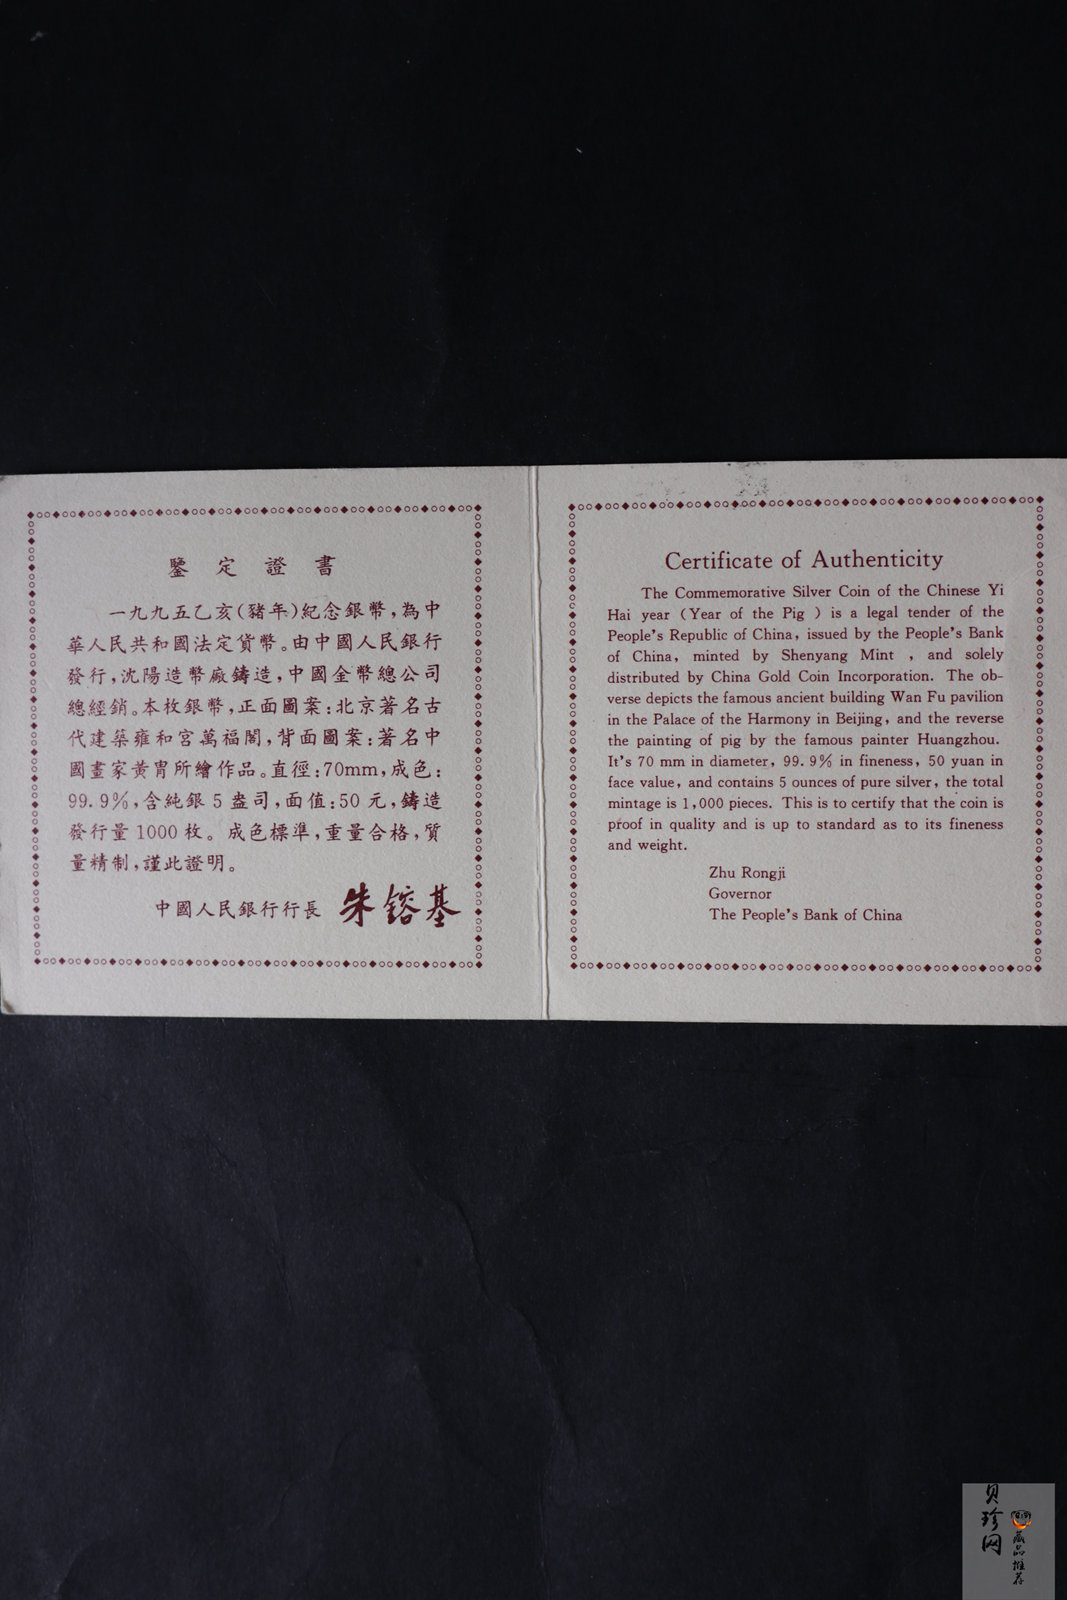 鑒定證書
一九九五乙亥(豬年)紀念銀幣,為中
華人民共和國法定貨幣。由中國人民銀行
發行,沈陽造幣廠鑄造,中國金幣總公司
總經銷。本枚銀幣,正面圖案:北京著名古
代建築雍和宮萬福閣,背面圖案:著名中
國畫家黃胄所繪作品。直徑:70mm,成色:
99.9%,含純銀5盎司,面值:50元,鑄造
發行量1000枚。成色標準,重量合格,質
量精制,謹此證明。
中國人民銀行行長 朱鎔基
Certificate of Authenticity
The Commemorative Silver Coin of the Chinese Yi
Hai year (Year of the Pig ) is a legal tender of the
People's Republic of China, issued by the People's Bank
of China, minted by Shenyang Mint , and solely
distributed by China Gold Coin Incorporation. The ob-
verse depicts the famous ancient building Wan Fu pavilion
in the Palace of the Harmony in Beijing, and the reverse
the painting of pig by the famous painter Huangzhou.
It's 70 mm in diameter, 99.9% in fineness, 50 yuan in
face value, and contains 5 ounces of pure silver, the total
mintage is 1,000 pieces. This is to certify that the coin is
proof in quality and is up to standard as to its fineness
and weight.
Zhu Rongji
Governor
The People's Bank of China
贝珍网
藏品推荐